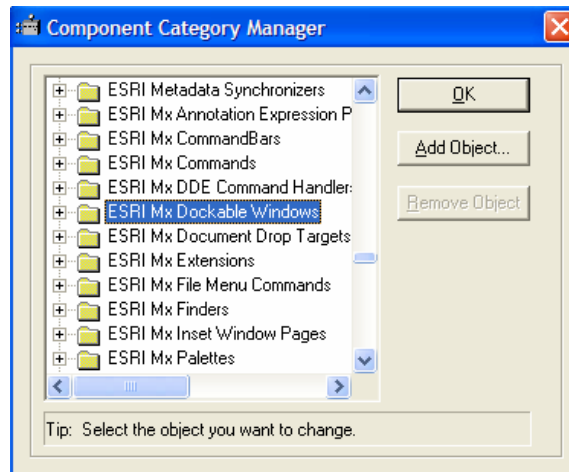 Component Category Manager
ESRI Metadata Synchronizers
ESRI Mx Annotation Expression P
ESRI Mx CommandBars
ESRI Mx Commands
ESRI Mx DDE Command Handler
ESRI Mx Dockable Windows
ESRI Mx Document Drop Targets
ESRI Mx Extensions
ESRI Mx File Menu Commands
ESRI Mx Finders
ESRI Mx Inset Window Pages
ESRI Mx Palettes
OK
Add Object...
Remove Object
Tip: Select the object you want to change.